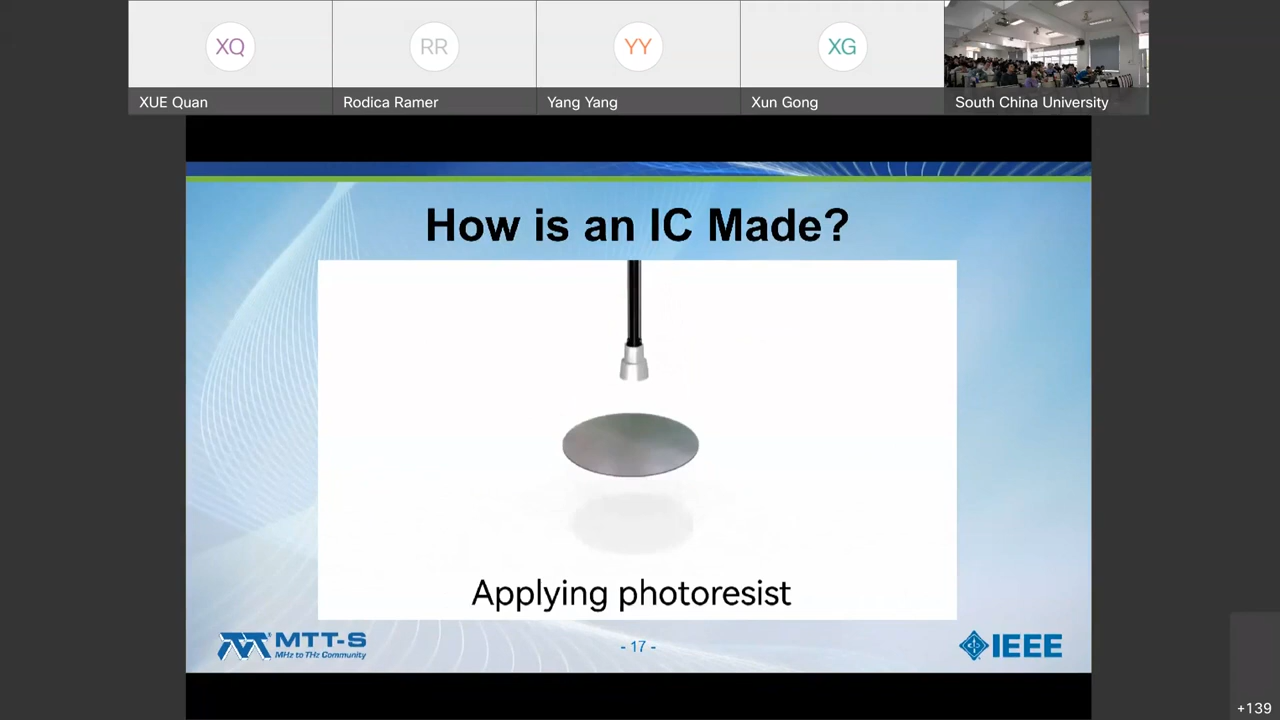 XQ
RR
YY
XG
XUE Quan
Rodica Ramer
Yang Yang
Xun Gong
South China University
How is an IC Made?
Applying photoresist
MTT-S
MHz to THz Community
- 17 -
IEEE
+139